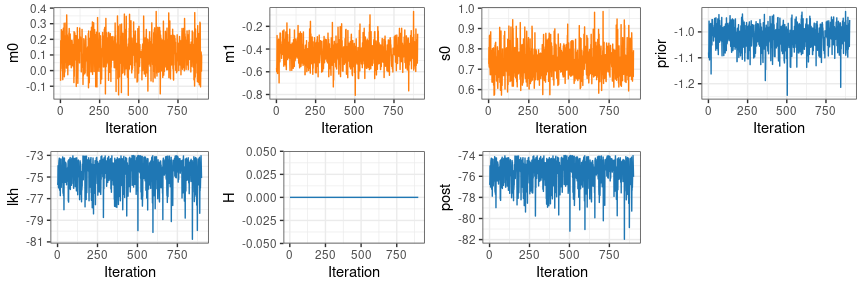 m0
0.4
0.3
0.2
0.1
0.0
-0.1
0 250 500 750
Iteration
m1
-0.2
-0.4
-0.6
-0.8
0 250 500 750
Iteration
s0
1.0
0.9
0.8
0.7
0.6
0 250 500 750
Iteration
prior
-1.0
-1.1
-1.2
0 250 500 750
Iteration
lkh
-73
-75
-77
-79
-81
0 250 500 750
Iteration
H
0.050
0.025
0.000
-0.025
-0.050
0 250 500 750
Iteration
post
-74
-76
-78
-80
-82
0 250 500 750
Iteration